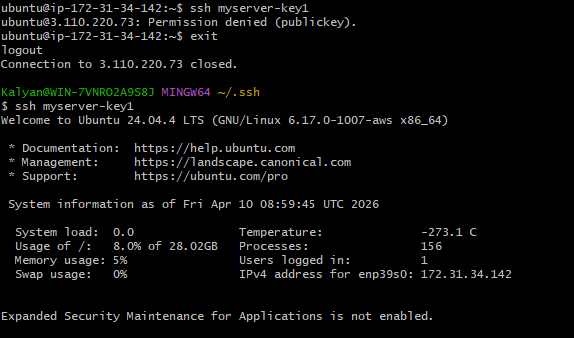 ubuntu@ip-172-31-34-142:~$ ssh myserver-key1
ubuntu@3.110.220.73: Permission denied (publickey).
ubuntu@ip-172-31-34-142:~$ exit
logout
Connection to 3.110.220.73 closed.
Kalyan@WIN-7VNRO2A9S8J MINGW64 ~/.ssh
$ ssh myserver-key1
Welcome to Ubuntu 24.04.4 LTS (GNU/Linux 6.17.0-1007-aws x86_64)
* Documentation: https://help.ubuntu.com
* Management: https://landscape.canonical.com
* Support: https://ubuntu.com/pro
System information as of Fri Apr 10 08:59:45 UTC 2026
System load: 0.0 Temperature: -273.1 C
Usage of /: 8.0% of 28.02GB Processes: 156
Memory usage: 5% Users logged in: 1
Swap usage: 0% IPv4 address for enp39s0: 172.31.34.142
Expanded Security Maintenance for Applications is not enabled.